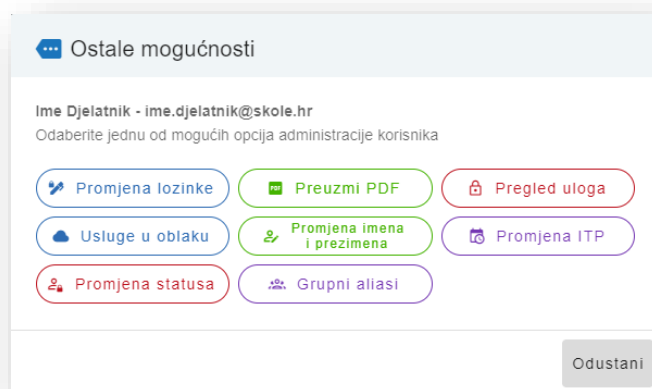 Ostale mogućnosti
Ime Djelatnik - ime.djelatnik@skole.hr
Odaberite jednu od mogućih opcija administracije korisnika
Promjena lozinke
PDF Preuzmi PDF
Pregled uloga
Usluge u oblaku
Promjena imena
i prezimena
Promjena ITP
Promjena statusa
Grupni aliasi
Odustani